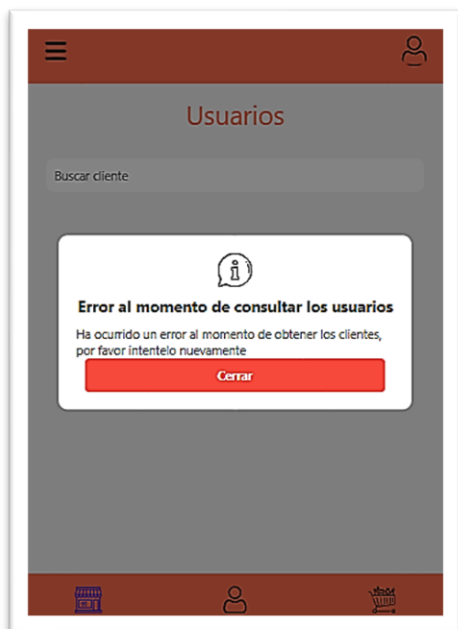 Usuarios
Buscar cliente
Error al momento de consultar los usuarios
Ha ocurrido un error al momento de obtener los clientes,
por favor intentelo nuevamente
Cerrar